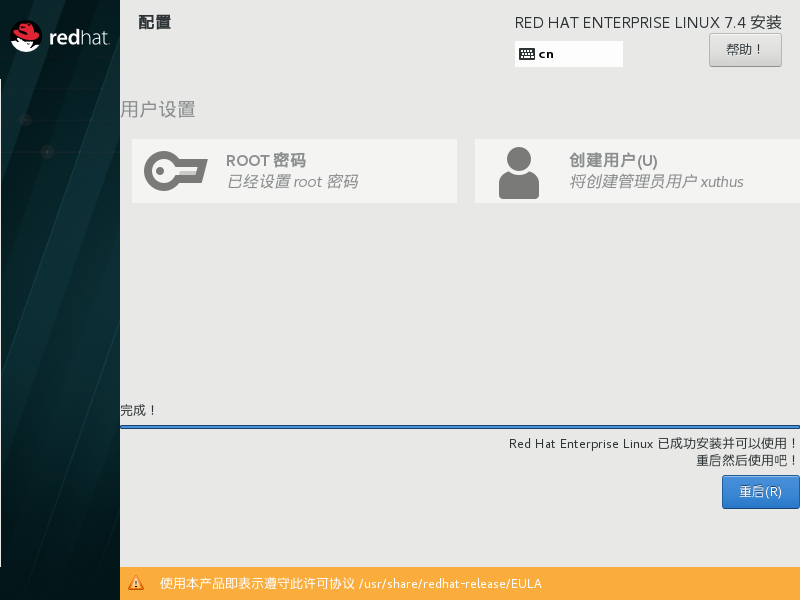 redhat
配置
RED HAT ENTERPRISE LINUX 7.4 安装
cn
帮助！
用户设置
ROOT 密码
已经设置 root 密码
创建用户(U)
将创建管理员用户 xuthus
完成！
Red Hat Enterprise Linux 已成功安装并可以使用！
重启然后使用吧！
重启(R)
使用本产品即表示遵守此许可协议 /usr/share/redhat-release/EULA